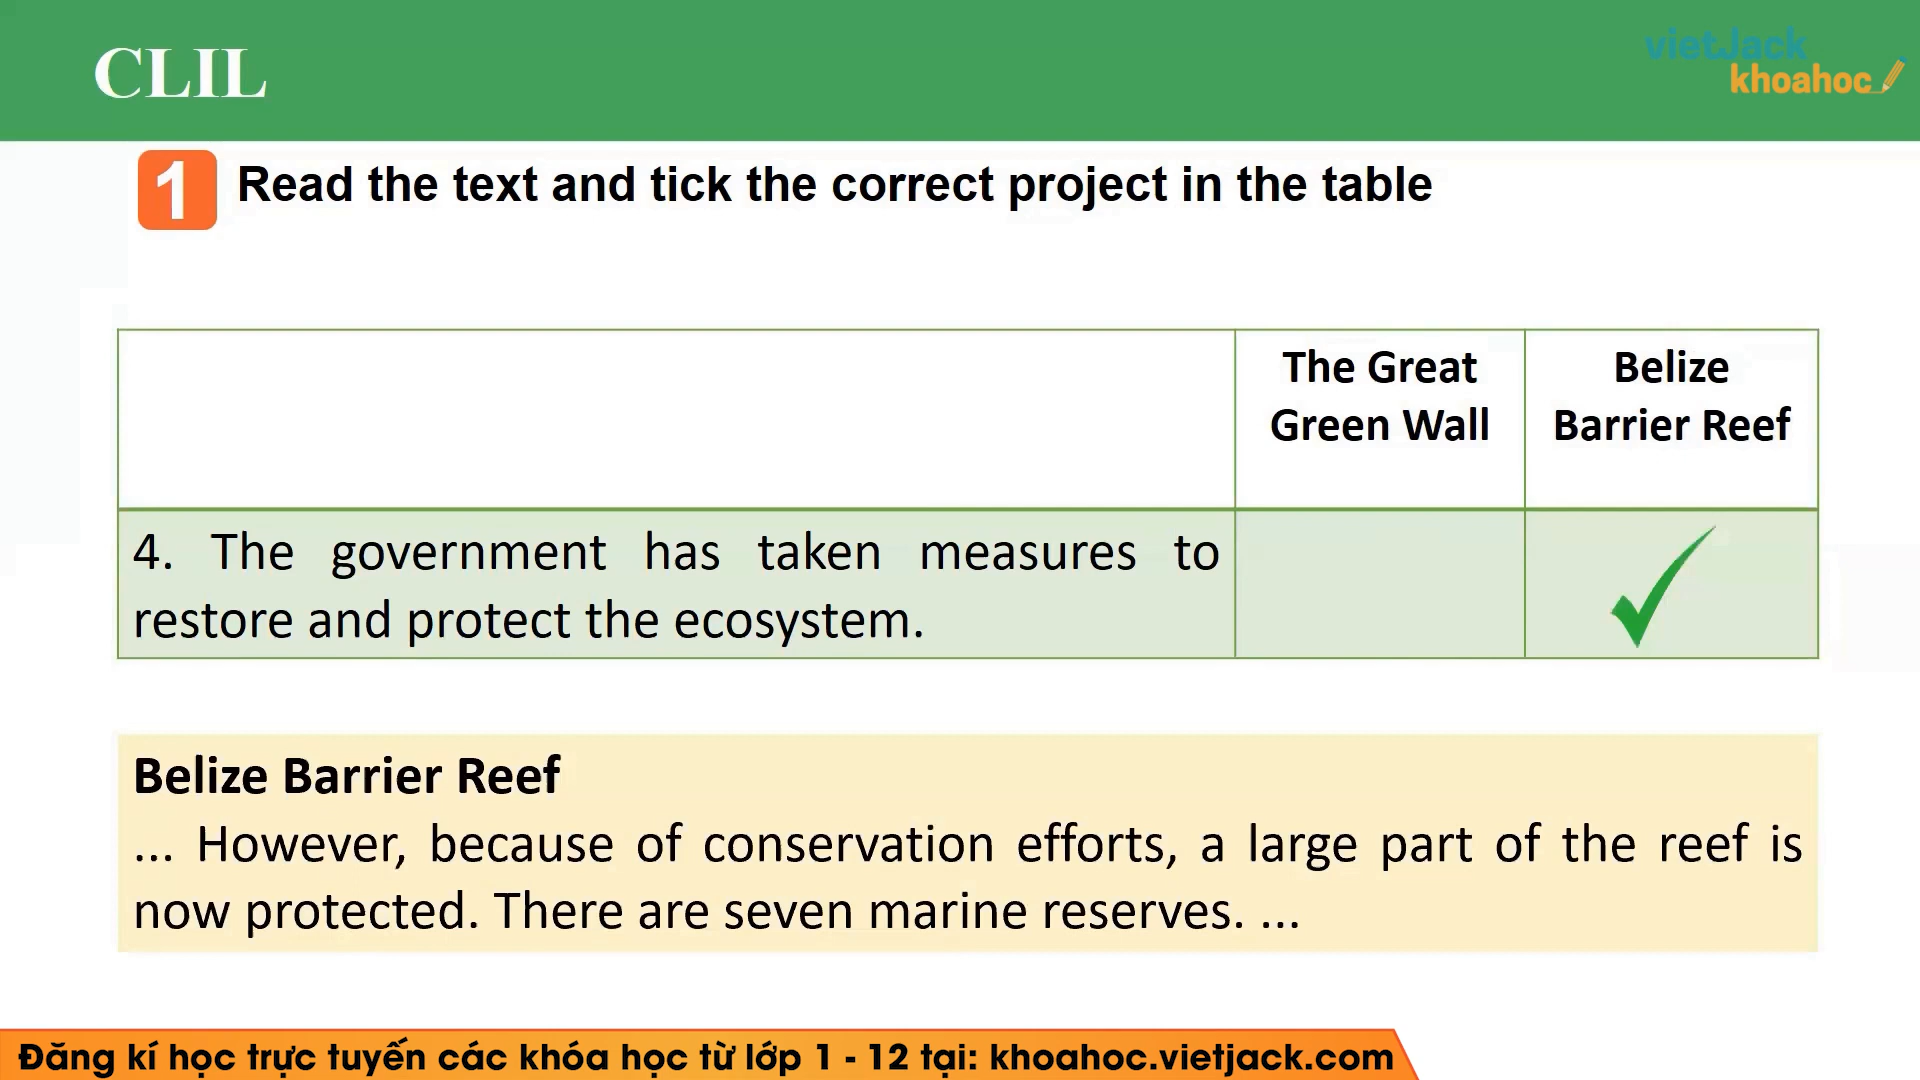 CLIL
vietJack
khoahoc
1 Read the text and tick the correct project in the table
The Great
Green Wall
Belize
Barrier Reef
4. The government has taken measures to
restore and protect the ecosystem.
Belize Barrier Reef
... However, because of conservation efforts, a large part of the reef is
now protected. There are seven marine reserves. ...
Đăng kí học trực tuyến các khóa học từ lớp 1 - 12 tại: khoahoc.vietjack.com